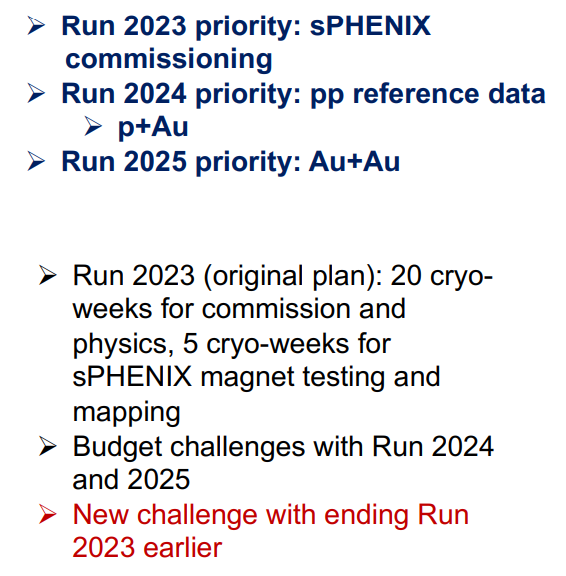 ➢ Run 2023 priority: sPHENIX
commissioning
➢ Run 2024 priority: pp reference data
➢ p+Au
➢ Run 2025 priority: Au+Au
➢ Run 2023 (original plan): 20 cryo-
weeks for commission and
physics, 5 cryo-weeks for
sPHENIX magnet testing and
mapping
➢ Budget challenges with Run 2024
and 2025
➢ New challenge with ending Run
2023 earlier